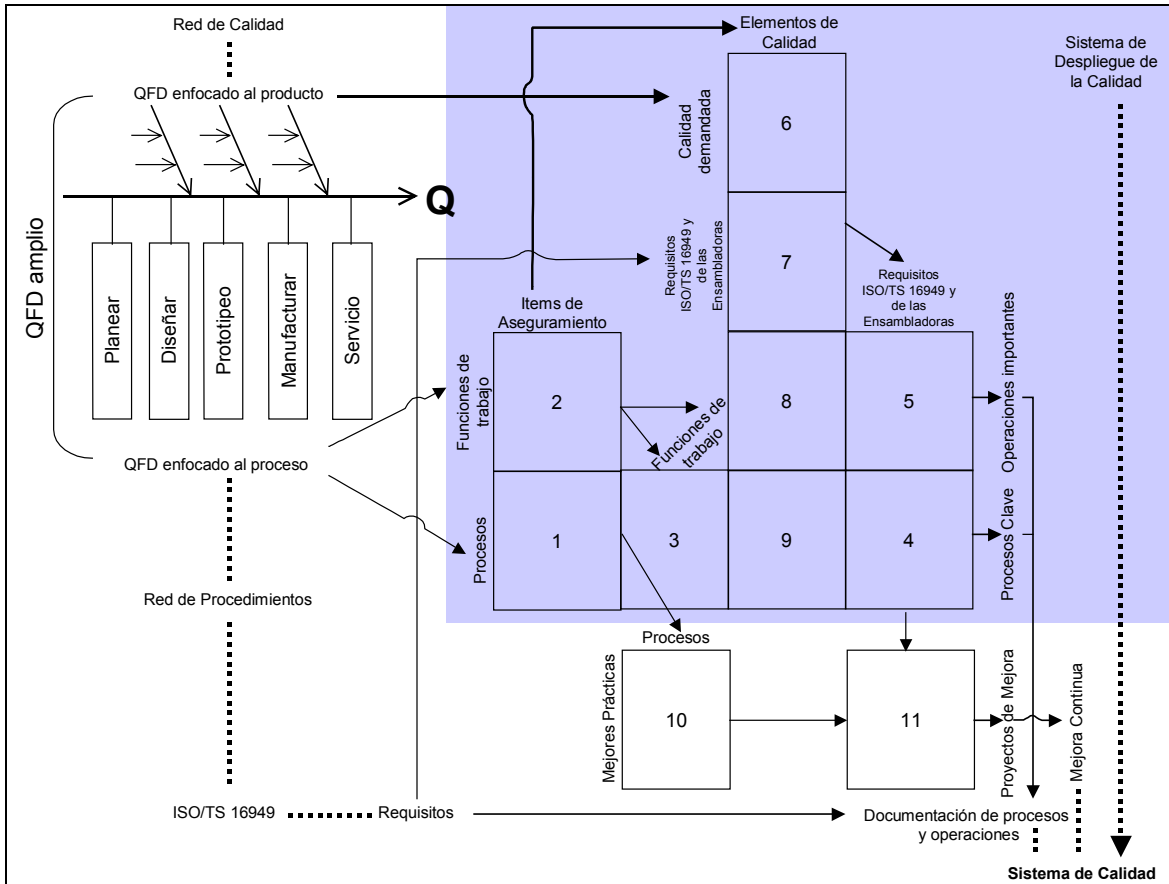 Red de Calidad
QFD enfocado al producto
QFD amplio
Q
Planear
Diseñar
Prototipeo
Manufacturar
Servicio
QFD enfocado al proceso
Red de Procedimientos
ISO/TS 16949
Requisitos
Elementos de
Calidad
Sistema de
Despliegue de
la Calidad
Calidad
demandada
6
Requisitos
ISO/TS 16949 y
de las
Ensambladoras
7
Requisitos
ISO/TS 16949 y
de las
Ensambladoras
Items de
Aseguramiento
Funciones de
trabajo
2
Funciones de
trabajo
8
5
Operaciones importantes
Procesos
1
3
9
4
Procesos Clave
Procesos
Mejores Prácticas
10
11
Proyectos de Mejora
Mejora Continua
Documentación de procesos
y operaciones
Sistema de Calidad